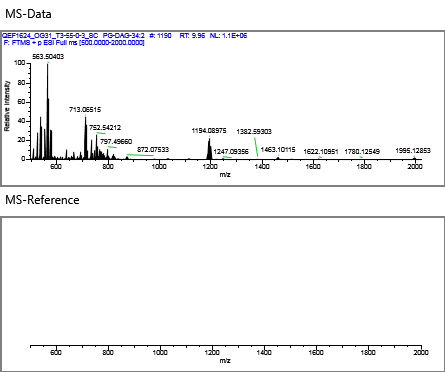 MS-Data
QEF1624_OG31_T3-55-0-3_SC PG-DAG-34:2 #: 1190 RT: 9.96 NL: 1.1E+06
F: FTMS + p ESI Full ms [500.0000-2000.0000]
563.50403
100
80
60
40
20
0
Relative Intensity
713.06515
752.54212
797.49660
872.07533
1194.08975
1247.09356
1382.59303
1463.10115
1622.10951
1780.12549
1995.12853
600 800 1000 1200 1400 1600 1800 2000
m/z
MS-Reference
600 800 1000 1200 1400 1600 1800 2000
m/z